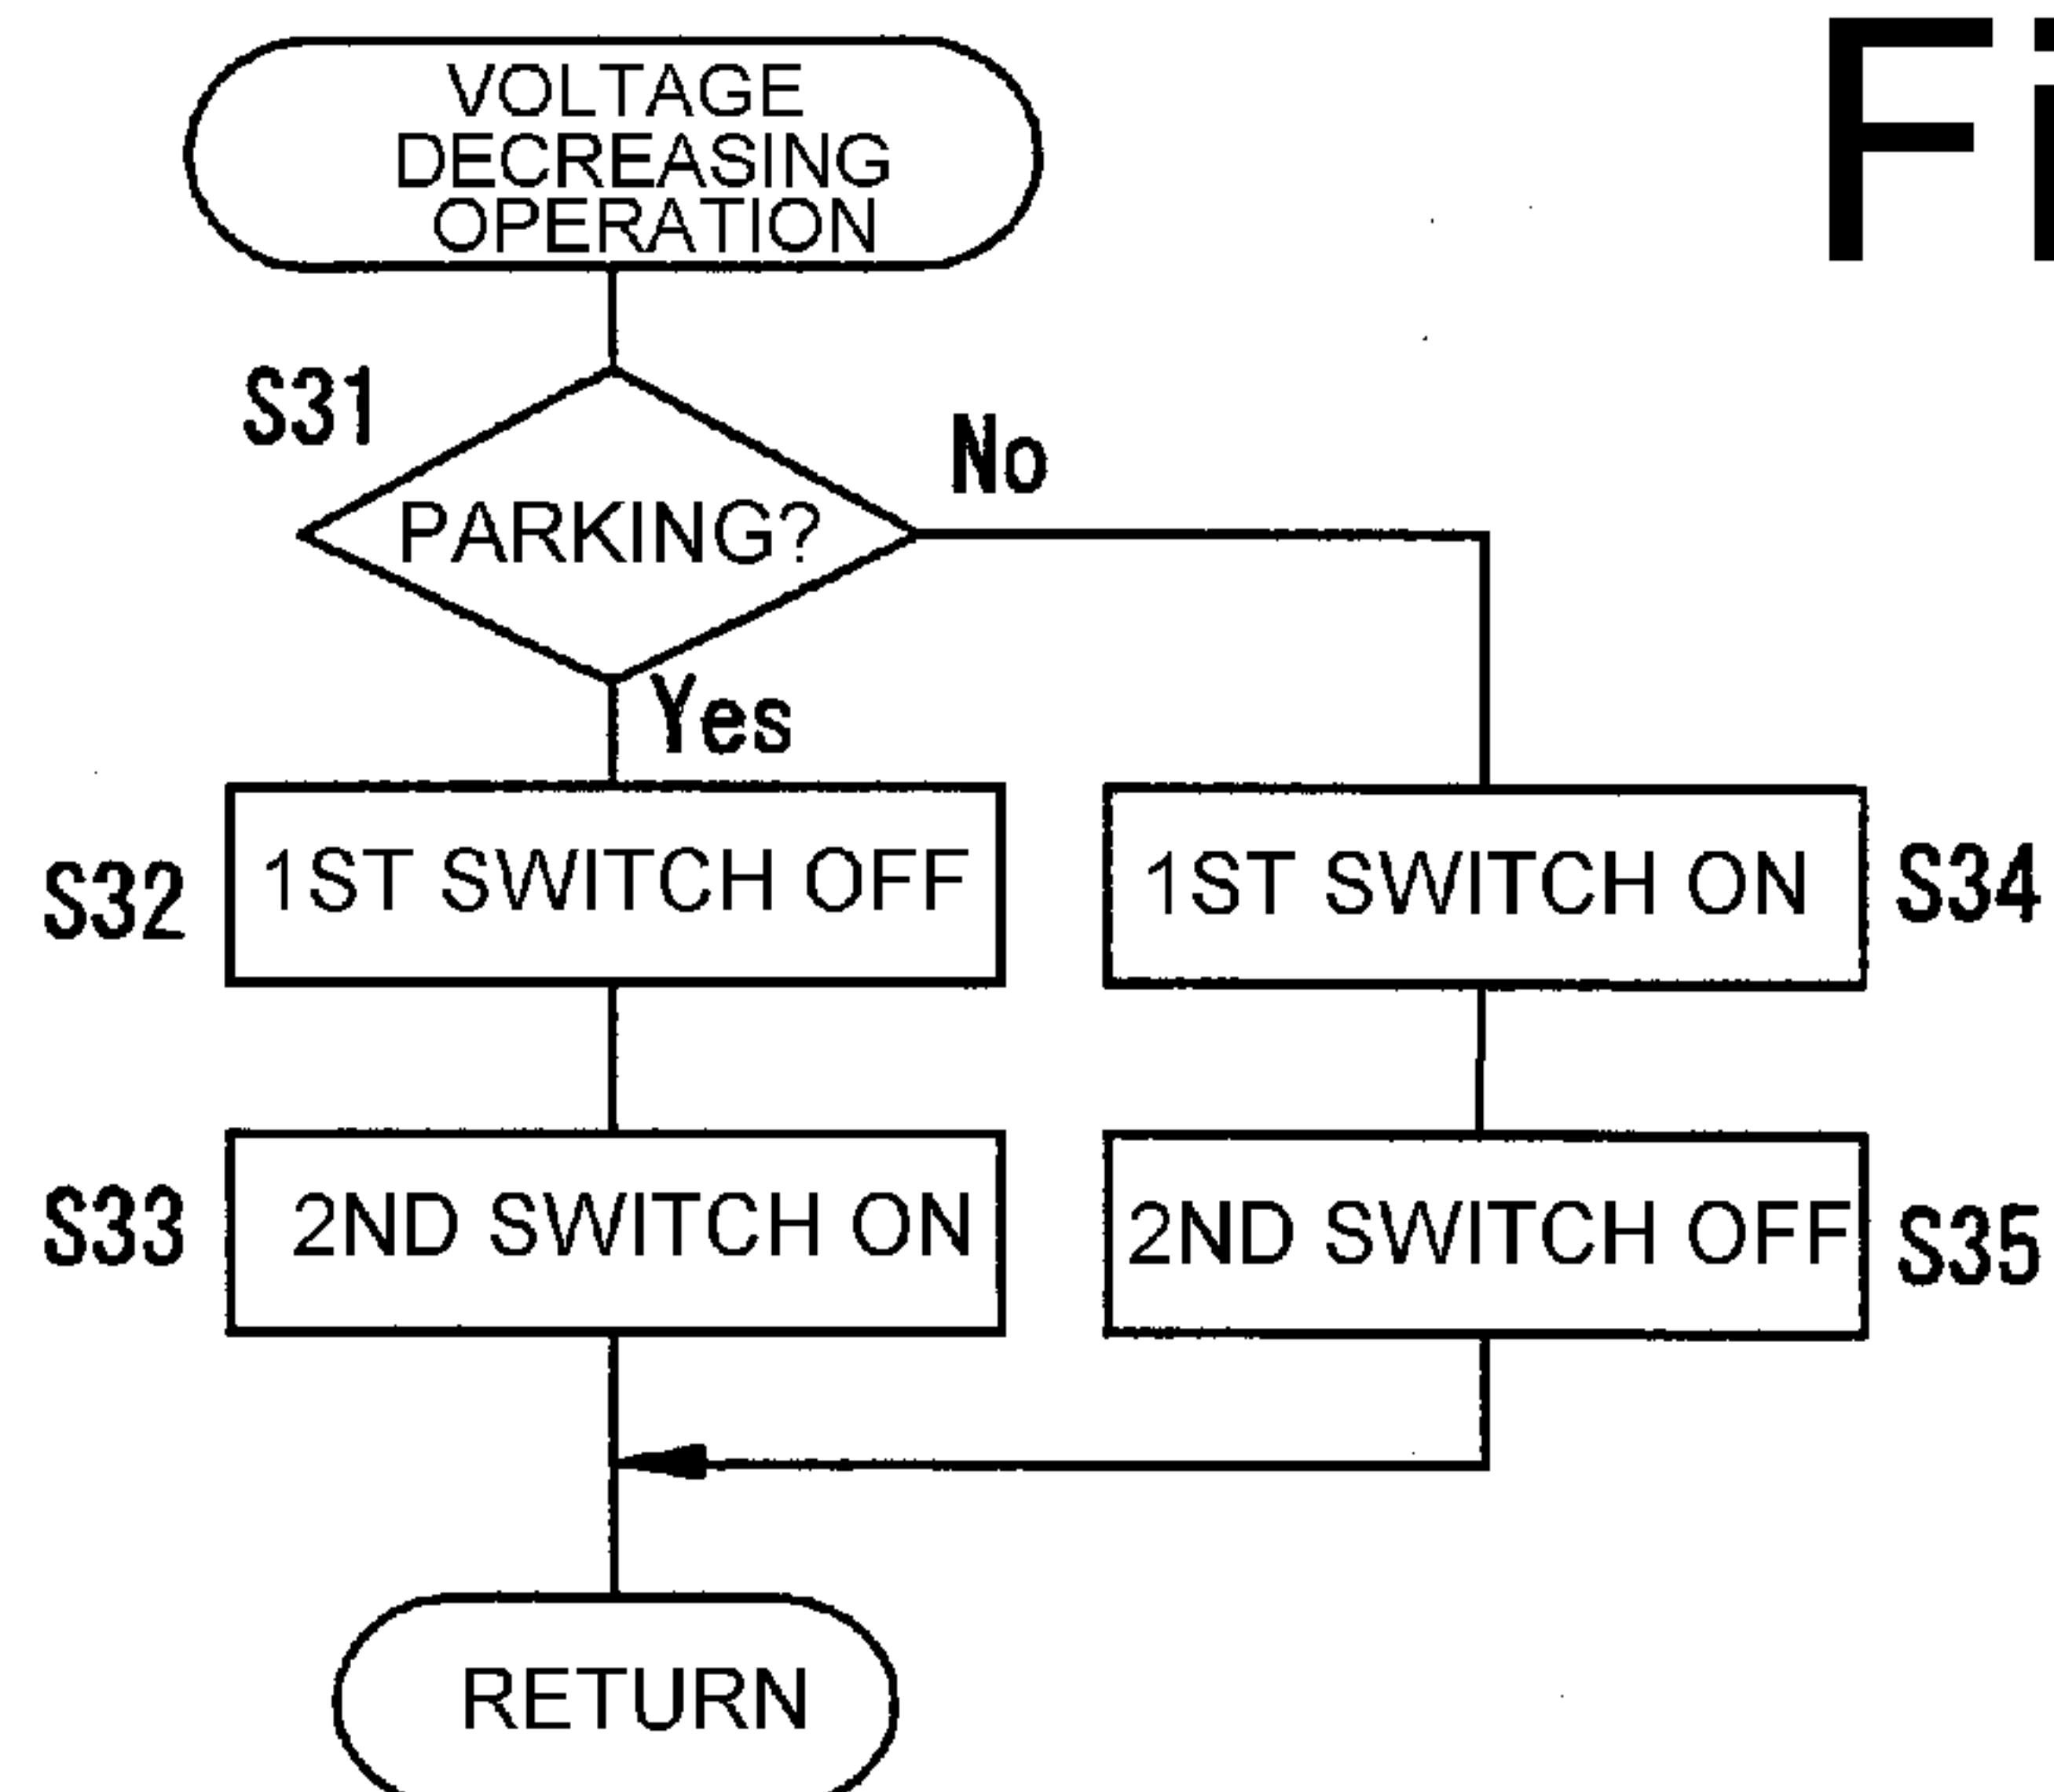 Fi
VOLTAGE
DECREASING
OPERATION
S31
PARKING?
No
Yes
S32
1ST SWITCH OFF
1ST SWITCH ON
S34
S33
2ND SWITCH ON
2ND SWITCH OFF
S35
RETURN